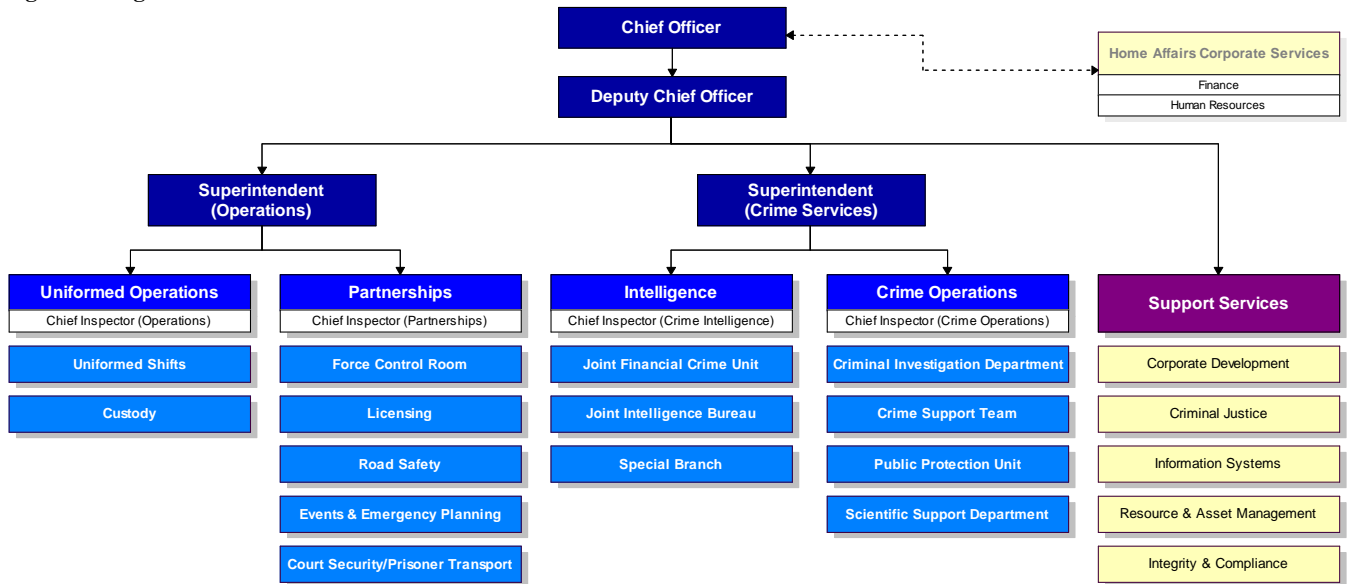 Chief Officer
Home Affairs Corporate Services
Finance
Human Resources
Deputy Chief Officer
Superintendent
(Operations)
Superintendent
(Crime Services)
Uniformed Operations
Chief Inspector (Operations)
Uniformed Shifts
Custody
Partnerships
Chief Inspector (Partnerships)
Force Control Room
Licensing
Road Safety
Events & Emergency Planning
Court Security/Prisoner Transport
Intelligence
Chief Inspector (Crime Intelligence)
Joint Financial Crime Unit
Joint Intelligence Bureau
Special Branch
Crime Operations
Chief Inspector (Crime Operations)
Criminal Investigation Department
Crime Support Team
Public Protection Unit
Scientific Support Department
Support Services
Corporate Development
Criminal Justice
Information Systems
Resource & Asset Management
Integrity & Compliance